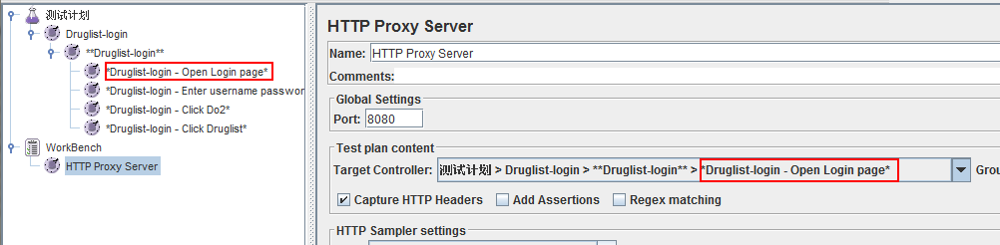 测试计划
Druglist-login
**Druglist-login**
*Druglist-login - Open Login page*
*Druglist-login - Enter username passwor
*Druglist-login - Click Do2*
*Druglist-login - Click Druglist*
WorkBench
HTTP Proxy Server
HTTP Proxy Server
Name: HTTP Proxy Server
Comments:
Global Settings
Port: 8080
Test plan content
Target Controller: 测试计划 > Druglist-login > **Druglist-login** > *Druglist-login - Open Login page* Grou
Capture HTTP Headers Add Assertions Regex matching
HTTP Sampler settings